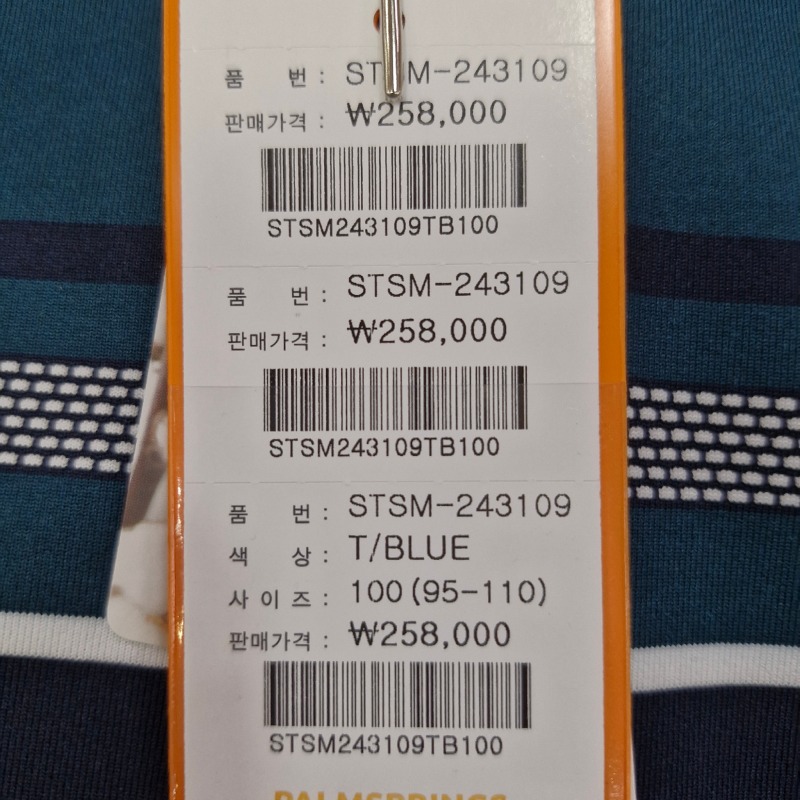 품 번 : STSM-243109
판매가격 : ₩258,000
STSM243109TB100
품 번 : STSM-243109
판매가격 : ₩258,000
STSM243109TB100
품 번 : STSM-243109
색 상 : T/BLUE
사 이 즈 : 100(95-110)
판매가격 : ₩258,000
STSM243109TB100
PALMSPRINGS